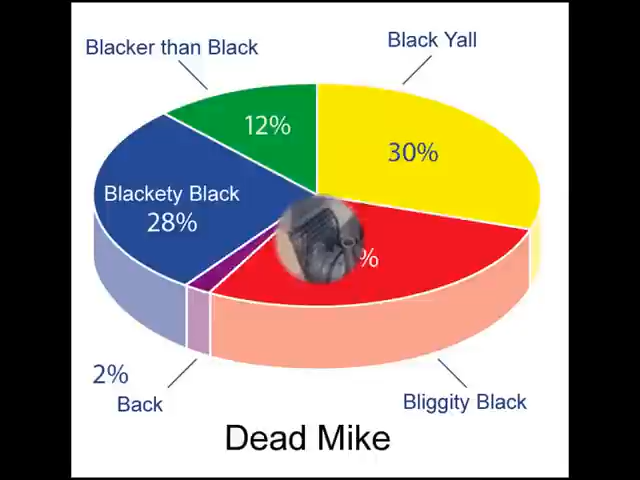 Blacker than Black
Black Yall
12%
30%
Blackety Black
28%
%
2%
Back
Bliggity Black
Dead Mike